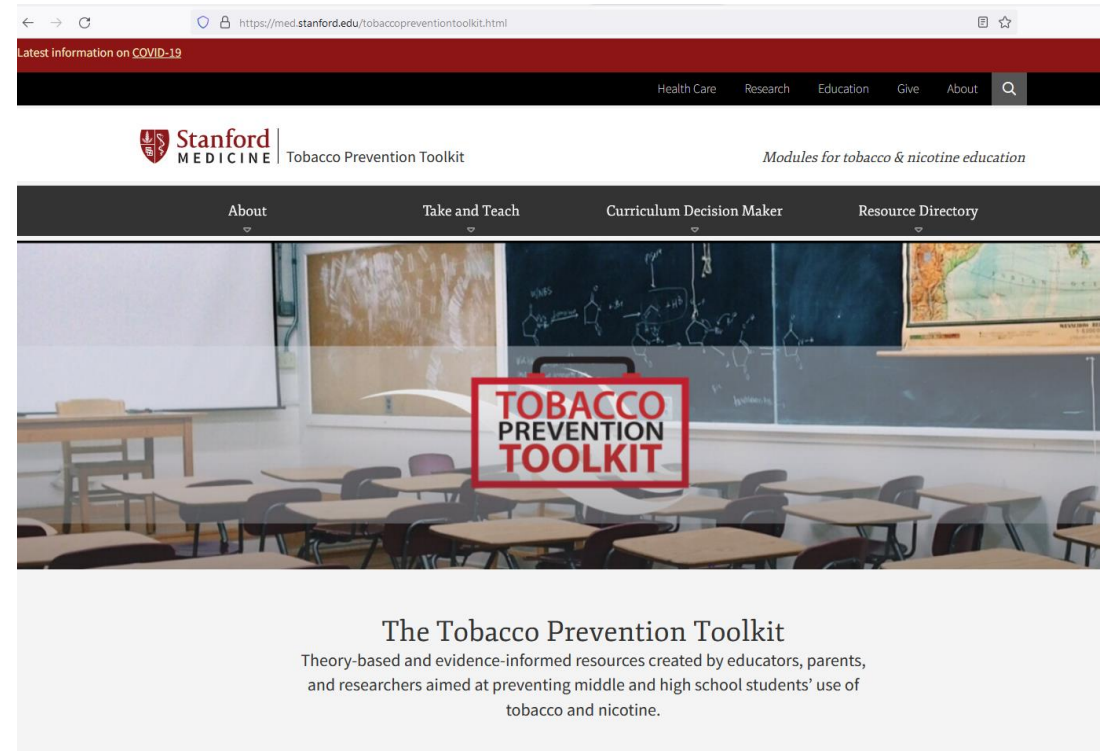 https://med.stanford.edu/tobaccopreventiontoolkit.html
Latest information on COVID-19
Health Care Research Education Give About
Stanford
MEDICINE Tobacco Prevention Toolkit
Modules for tobacco & nicotine education
About Take and Teach Curriculum Decision Maker Resource Directory
TOBACCO
PREVENTION
TOOLKIT
The Tobacco Prevention Toolkit
Theory-based and evidence-informed resources created by educators, parents,
and researchers aimed at preventing middle and high school students’ use of
tobacco and nicotine.